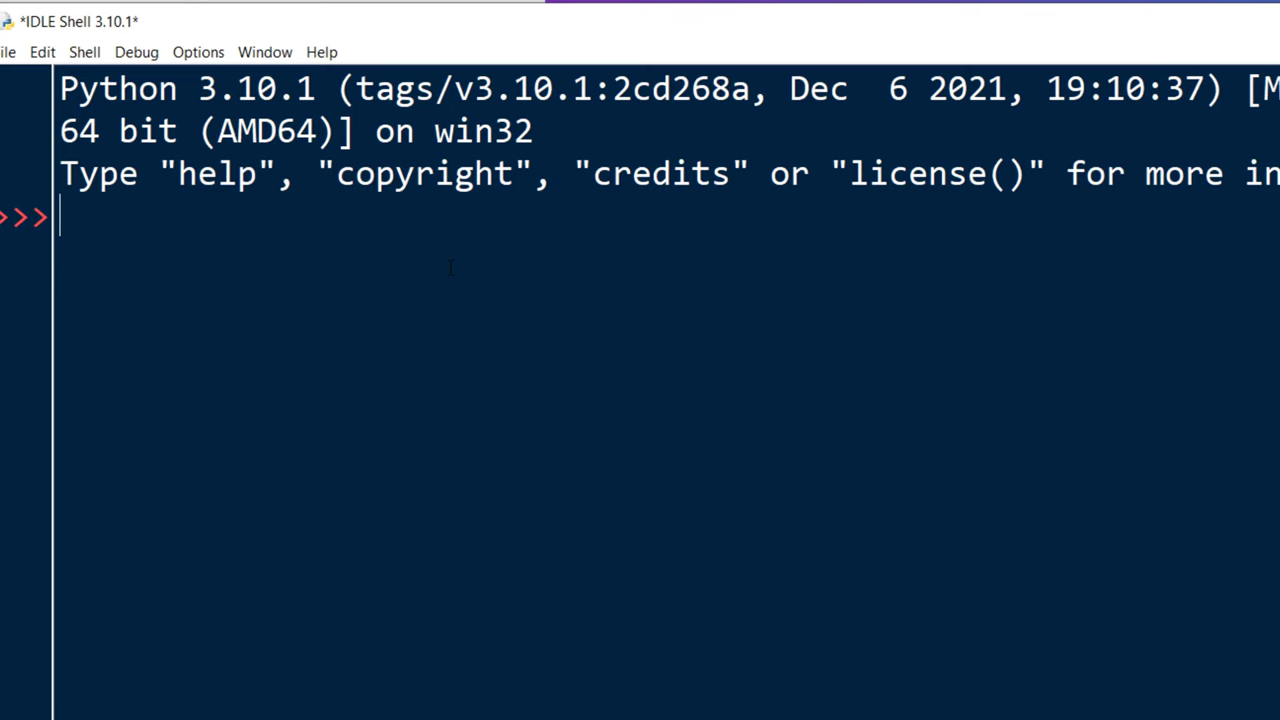 *IDLE Shell 3.10.1*
ile Edit Shell Debug Options Window Help
Python 3.10.1 (tags/v3.10.1:2cd268a, Dec  6 2021, 19:10:37) [M
64 bit (AMD64)] on win32
Type "help", "copyright", "credits" or "license()" for more in
>>>